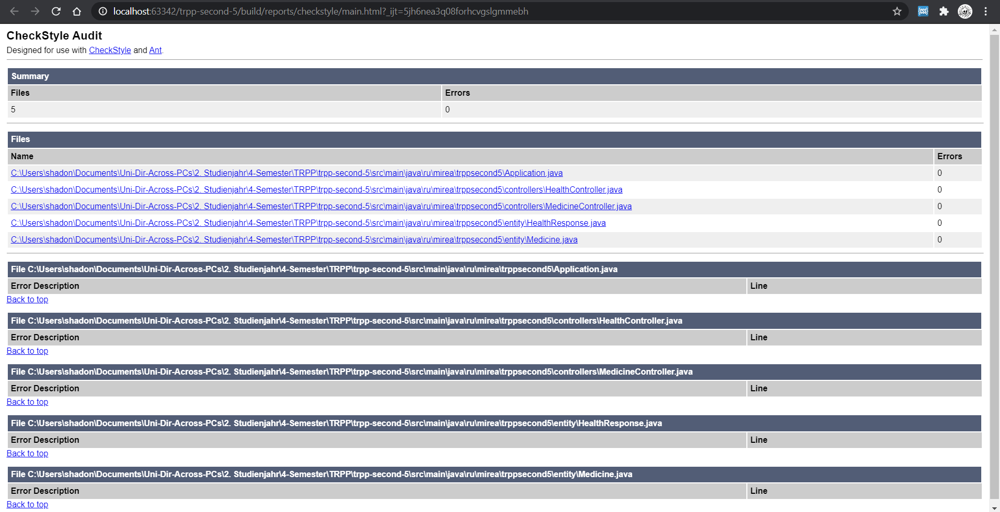 localhost:63342/trpp-second-5/build/reports/checkstyle/main.html?_ijt=5jh6nea3q08forhcvgslgmmebh
{css}
CheckStyle Audit
Designed for use with CheckStyle and Ant.
Summary
Files Errors
5 0
Files
Name Errors
C:\Users\shadon\Documents\Uni-Dir-Across-PCs\2. Studienjahr\4-Semester\TRPP\trpp-second-5\src\main\java\ru\mirea\trppsecond5\Application.java 0
C:\Users\shadon\Documents\Uni-Dir-Across-PCs\2. Studienjahr\4-Semester\TRPP\trpp-second-5\src\main\java\ru\mirea\trppsecond5\controllers\HealthController.java 0
C:\Users\shadon\Documents\Uni-Dir-Across-PCs\2. Studienjahr\4-Semester\TRPP\trpp-second-5\src\main\java\ru\mirea\trppsecond5\controllers\MedicineController.java 0
C:\Users\shadon\Documents\Uni-Dir-Across-PCs\2. Studienjahr\4-Semester\TRPP\trpp-second-5\src\main\java\ru\mirea\trppsecond5\entity\HealthResponse.java 0
C:\Users\shadon\Documents\Uni-Dir-Across-PCs\2. Studienjahr\4-Semester\TRPP\trpp-second-5\src\main\java\ru\mirea\trppsecond5\entity\Medicine.java 0
File C:\Users\shadon\Documents\Uni-Dir-Across-PCs\2. Studienjahr\4-Semester\TRPP\trpp-second-5\src\main\java\ru\mirea\trppsecond5\Application.java
Error Description Line
Back to top
File C:\Users\shadon\Documents\Uni-Dir-Across-PCs\2. Studienjahr\4-Semester\TRPP\trpp-second-5\src\main\java\ru\mirea\trppsecond5\controllers\HealthController.java
Error Description Line
Back to top
File C:\Users\shadon\Documents\Uni-Dir-Across-PCs\2. Studienjahr\4-Semester\TRPP\trpp-second-5\src\main\java\ru\mirea\trppsecond5\controllers\MedicineController.java
Error Description Line
Back to top
File C:\Users\shadon\Documents\Uni-Dir-Across-PCs\2. Studienjahr\4-Semester\TRPP\trpp-second-5\src\main\java\ru\mirea\trppsecond5\entity\HealthResponse.java
Error Description Line
Back to top
File C:\Users\shadon\Documents\Uni-Dir-Across-PCs\2. Studienjahr\4-Semester\TRPP\trpp-second-5\src\main\java\ru\mirea\trppsecond5\entity\Medicine.java
Error Description Line
Back to top